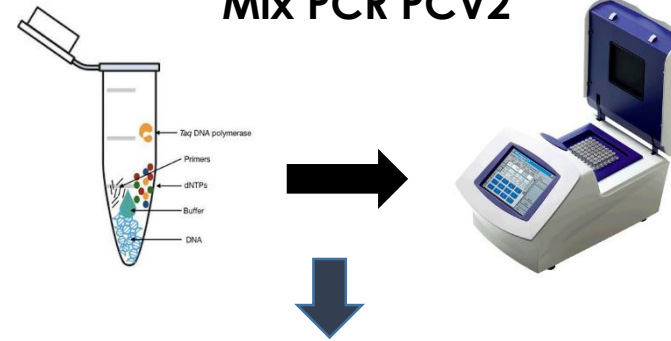 Mix PCR PCV2
Taq DNA polymerase
Primers
dNTPs
Buffer
DNA